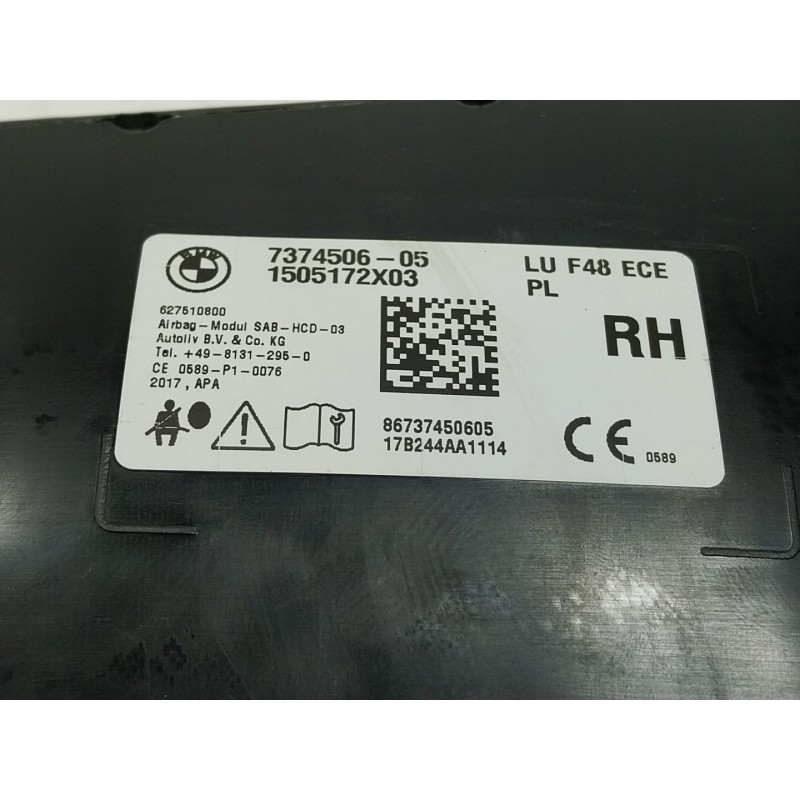 BMW
7374506-05
1505172X03
LU F48 ECE
PL
RH
627510800
Airbag-Modul SAB-HCD-03
Autoliv B.V. & Co. KG
Tel. +49-8131-295-0
CE 0589-P1-0076
2017, APA
86737450605
17B244AA1114
CE 0589